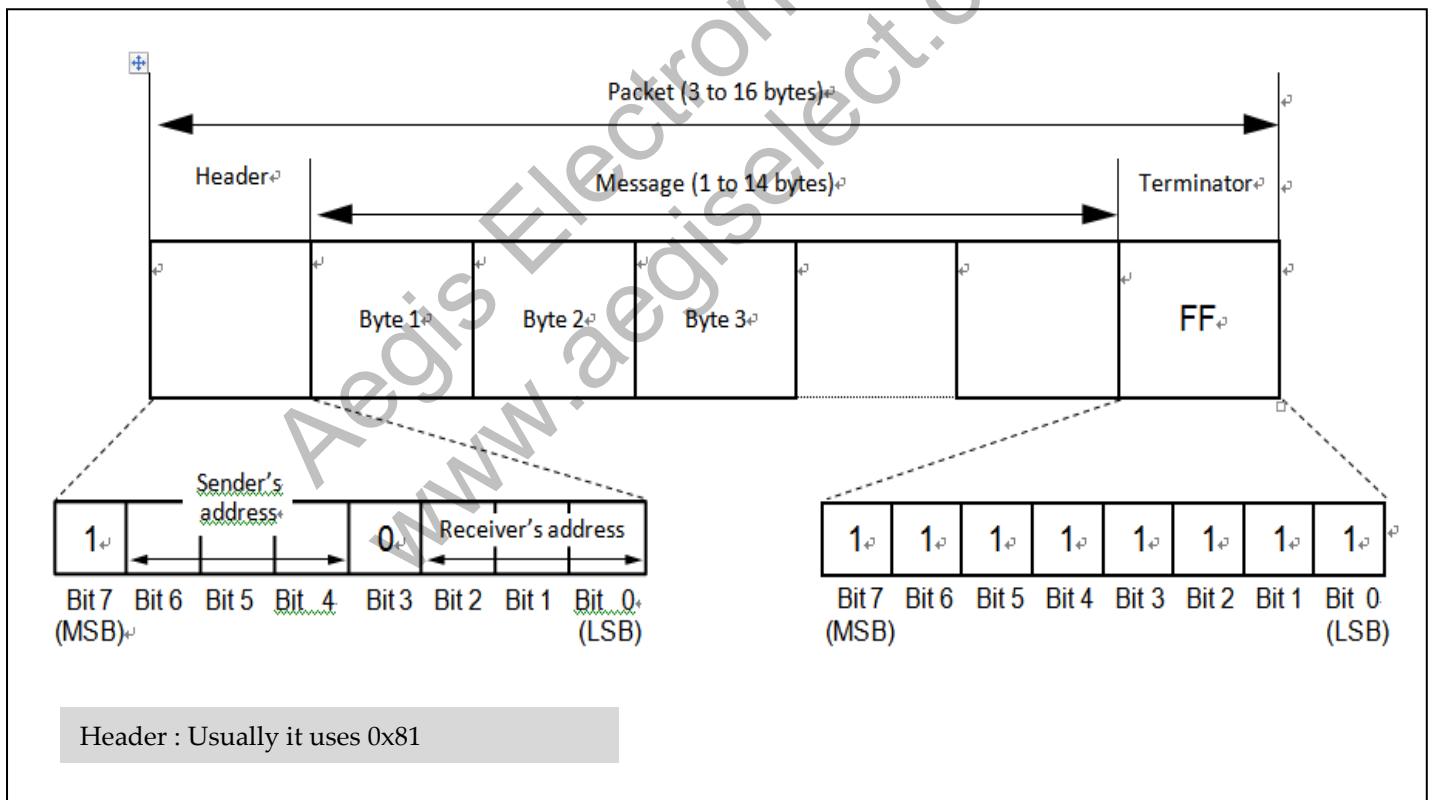 Packet (3 to 16 bytes)
Header
Message (1 to 14 bytes)
Terminator
Byte 1
Byte 2
Byte 3
FF
Sender's
address
1
0
Receiver's address
Bit 7 Bit 6 Bit 5 Bit 4 Bit 3 Bit 2 Bit 1 Bit 0
(MSB) (LSB)
1 1 1 1 1 1 1 1
Bit 7 Bit 6 Bit 5 Bit 4 Bit 3 Bit 2 Bit 1 Bit 0
(MSB) (LSB)
Header : Usually it uses 0x81
Aegis
www.aegiselect.